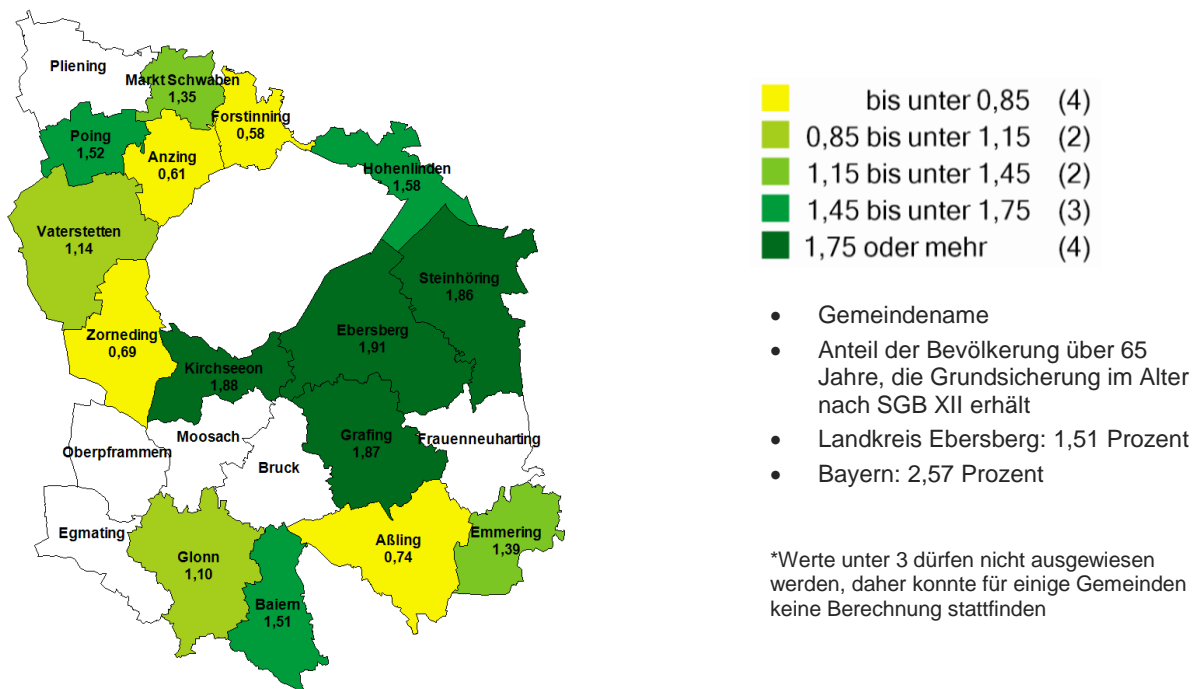 Pliening
Markt Schwaben
1,35
Forstinning
0,58
Poing
1,52
Anzing
0,61
Hohenlinden
1,58
Vaterstetten
1,14
Steinhöring
1,86
Zorneding
0,69
Ebersberg
1,91
Kirchseeon
1,88
Oberpframmern
Moosach
Bruck
Grafing
1,87
Frauenneuharting
Egmating
Glonn
1,10
Baiern
1,51
Aßling
0,74
Emmering
1,39
bis unter 0,85 (4)
0,85 bis unter 1,15 (2)
1,15 bis unter 1,45 (2)
1,45 bis unter 1,75 (3)
1,75 oder mehr (4)
• Gemeindename
• Anteil der Bevölkerung über 65
Jahre, die Grundsicherung im Alter
nach SGB XII erhält
• Landkreis Ebersberg: 1,51 Prozent
• Bayern: 2,57 Prozent
*Werte unter 3 dürfen nicht ausgewiesen
werden, daher konnte für einige Gemeinden
keine Berechnung stattfinden